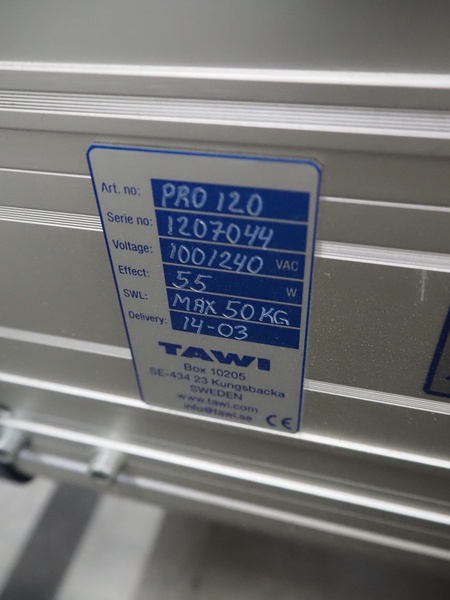 Art. no: PRO 120
Serie no: 1207044
Voltage: 100/240 VAC
Effect: 55 W
SWL: MAX 50 KG
Delivery: 14-03
TAWI
Box 10205
SE-434 23 Kungsbacka
SWEDEN
www.tawi.com
info@tawi.se CE